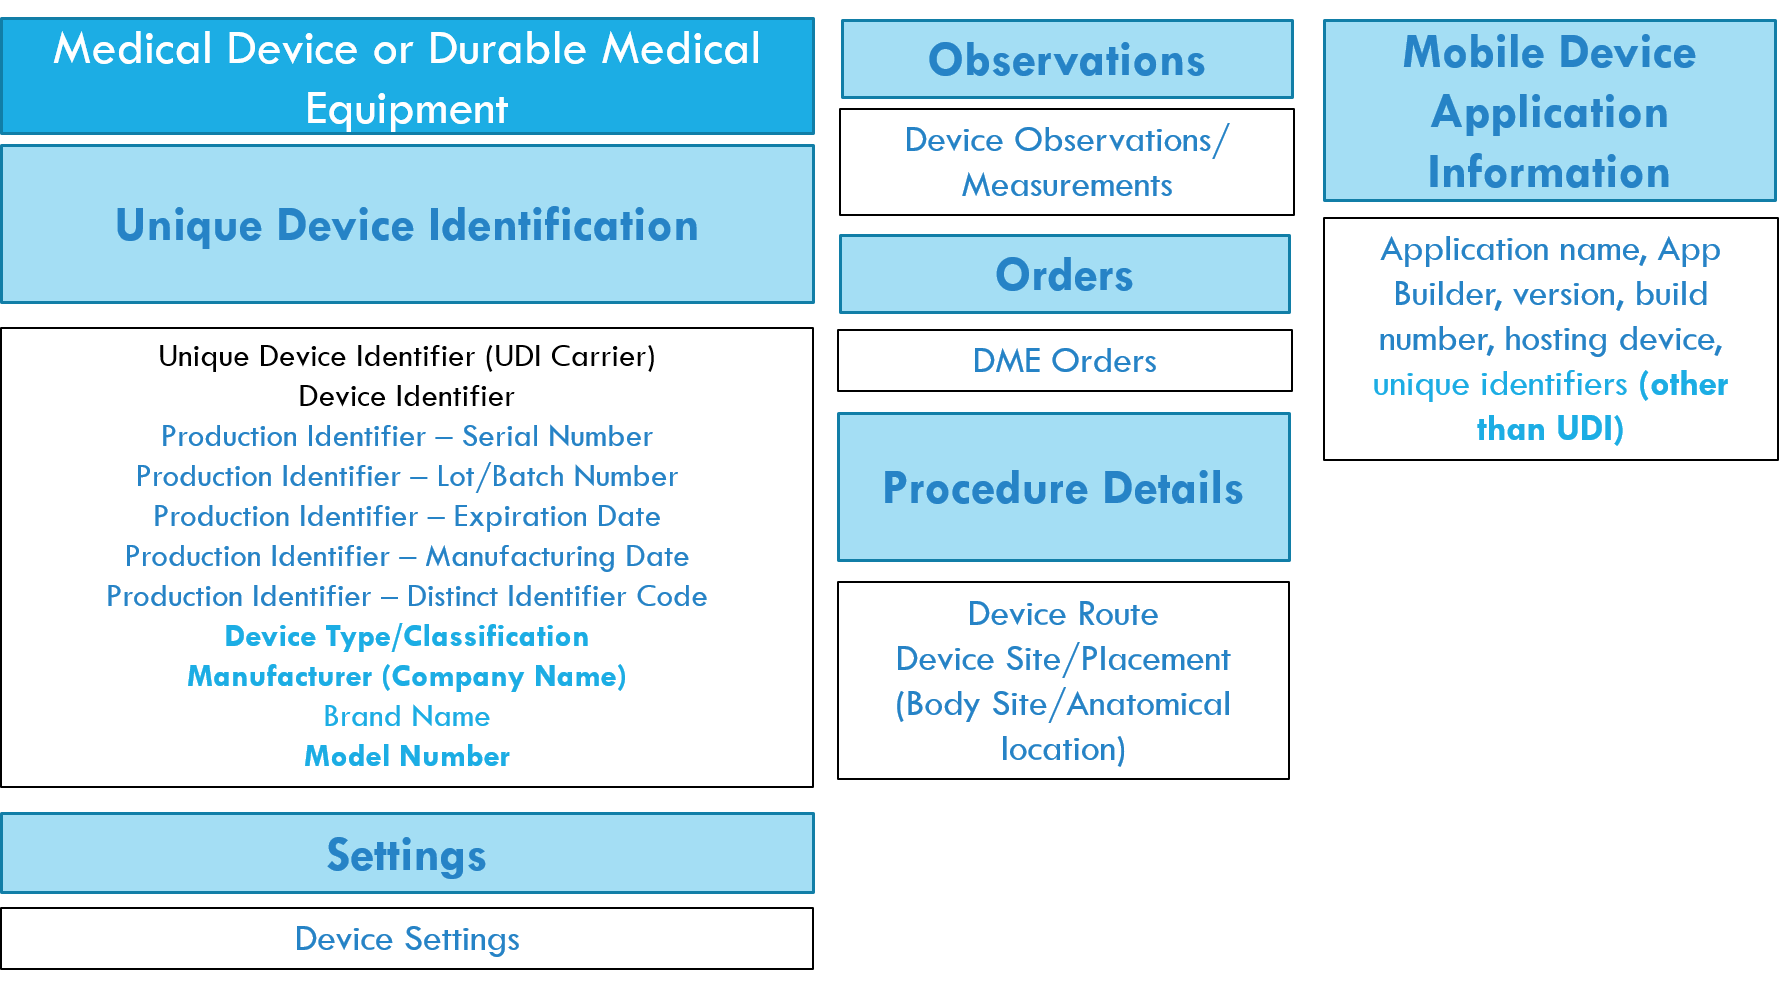 Medical Device or Durable Medical
Equipment
Unique Device Identification
Unique Device Identifier (UDI Carrier)
Device Identifier
Production Identifier – Serial Number
Production Identifier – Lot/Batch Number
Production Identifier – Expiration Date
Production Identifier – Manufacturing Date
Production Identifier – Distinct Identifier Code
Device Type/Classification
Manufacturer (Company Name)
Brand Name
Model Number
Settings
Device Settings
Observations
Device Observations/
Measurements
Orders
DME Orders
Procedure Details
Device Route
Device Site/Placement
(Body Site/Anatomical
location)
Mobile Device
Application
Information
Application name, App
Builder, version, build
number, hosting device,
unique identifiers (other
than UDI)